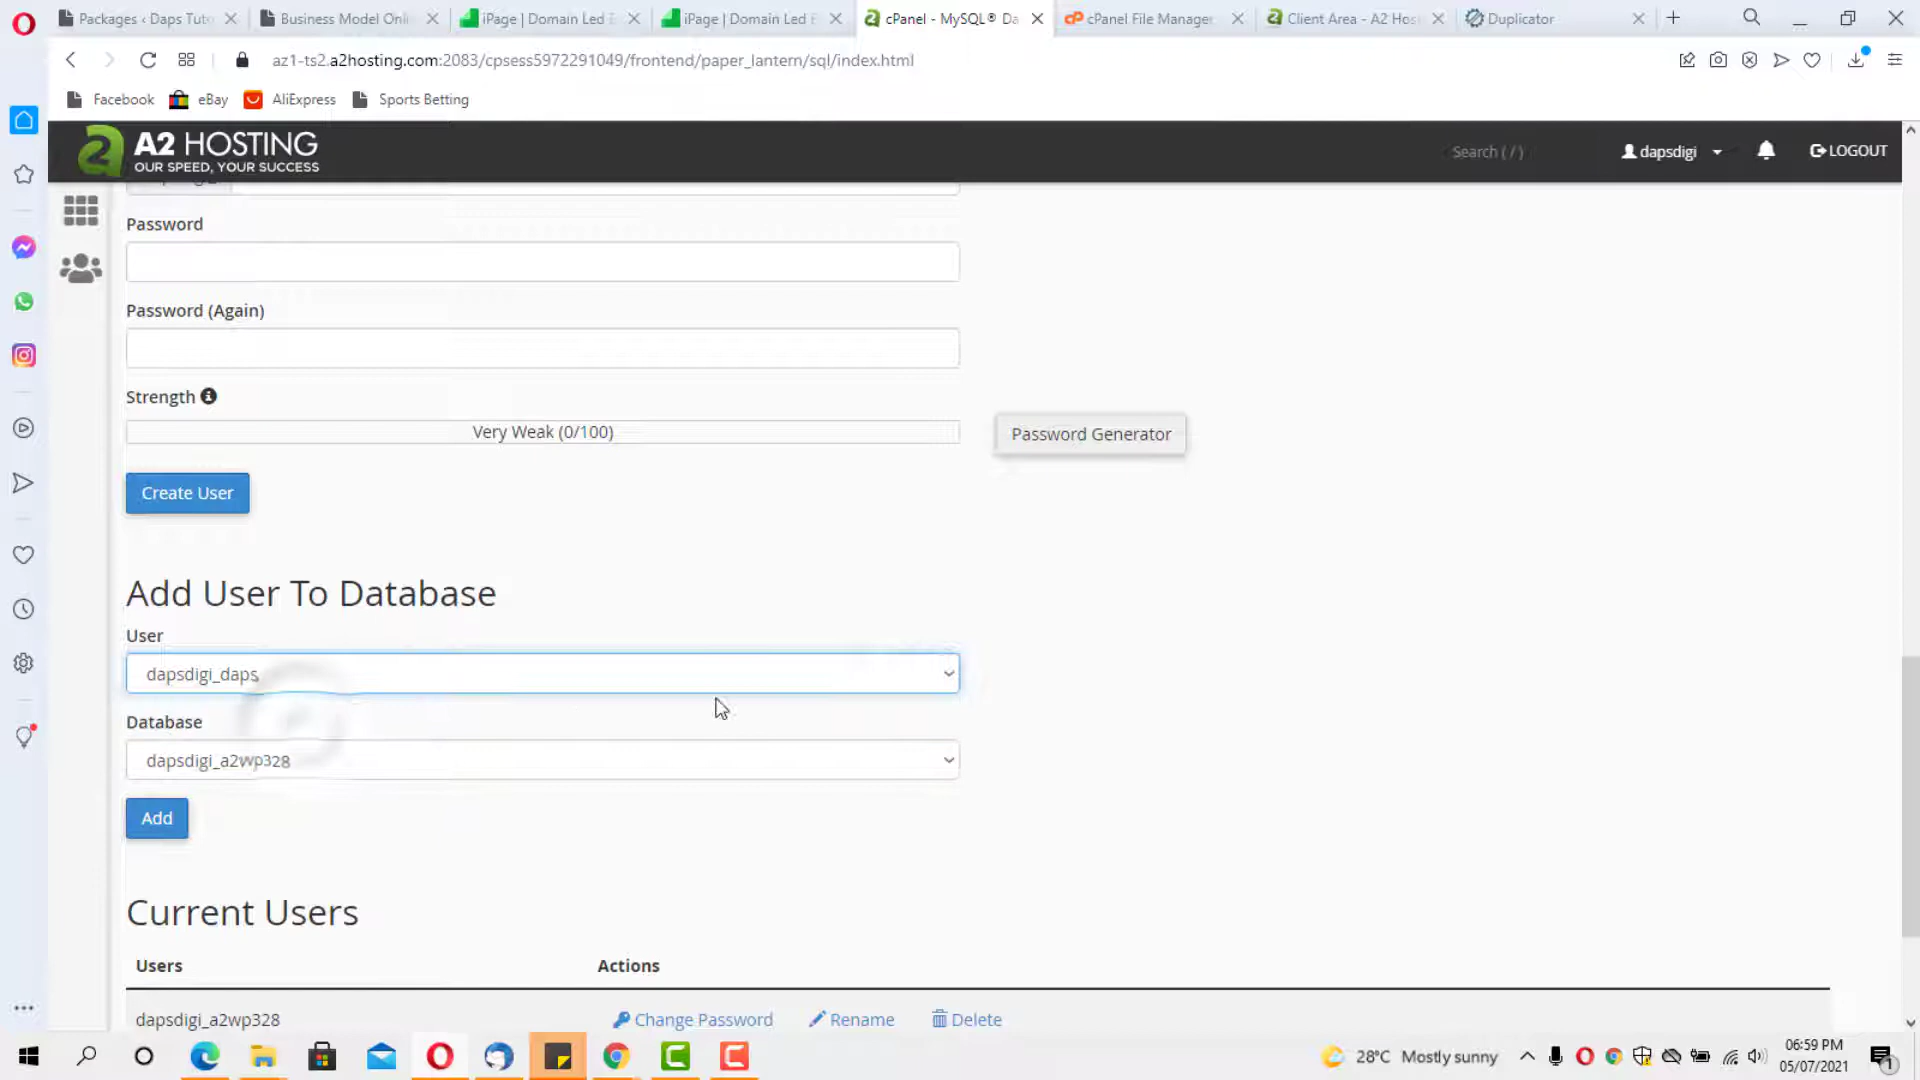 Packages ‹ Daps Tuto
Business Model Onli
iPage | Domain Led E
iPage | Domain Led E
cPanel - MySQL® Da
cPanel File Manager
Client Area - A2 Hos
Duplicator
az1-ts2.a2hosting.com:2083/cpsess5972291049/frontend/paper_lantern/sql/index.html
Facebook
eBay
AliExpress
Sports Betting
A2 HOSTING
OUR SPEED, YOUR SUCCESS
Search ( / )
dapsdigi
LOGOUT
Password
Password (Again)
Strength
Very Weak (0/100)
Password Generator
Create User
Add User To Database
User
dapsdigi_daps
Database
dapsdigi_a2wp328
Add
Current Users
Users
Actions
dapsdigi_a2wp328
Change Password
Rename
Delete
28°C Mostly sunny
06:59 PM
05/07/2021
1